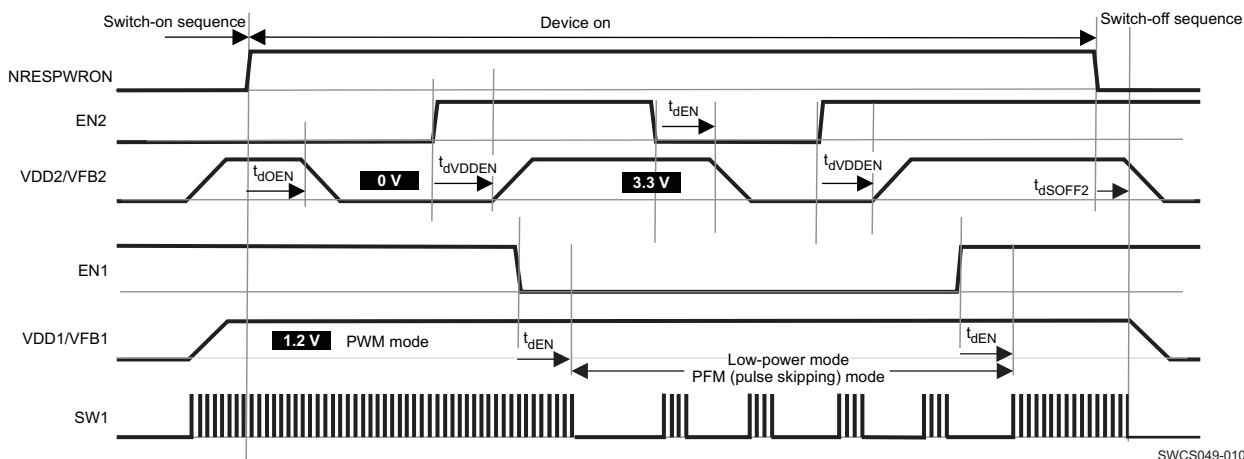 Switch-on sequence
Device on
Switch-off sequence
NRESPWRON
EN2
tdEN
VDD2/VFB2
tdOEN
0 V
tdVDDEN
3.3 V
tdVDDEN
tdSOFF2
EN1
VDD1/VFB1
1.2 V PWM mode
tdEN
Low-power mode
PFM (pulse skipping) mode
tdEN
SW1
SWCS049-010